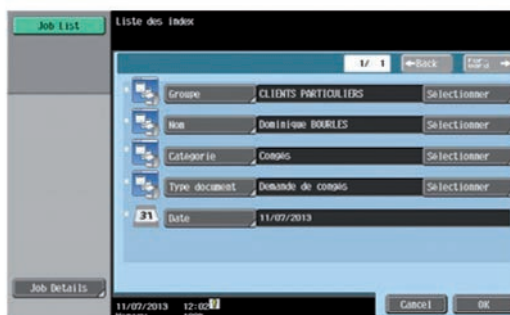 Job List
Liste des index
1/ 1
←Back
For-ward →
Groupe
CLIENTS PARTICULIERS
Sélectionner
Nom
Dominique BOURLES
Sélectionner
Catégorie
Congés
Sélectionner
Type document
Demande de congés
Sélectionner
31
Date
11/07/2013
Job Details
11/07/2013 12:02
Cancel
OK